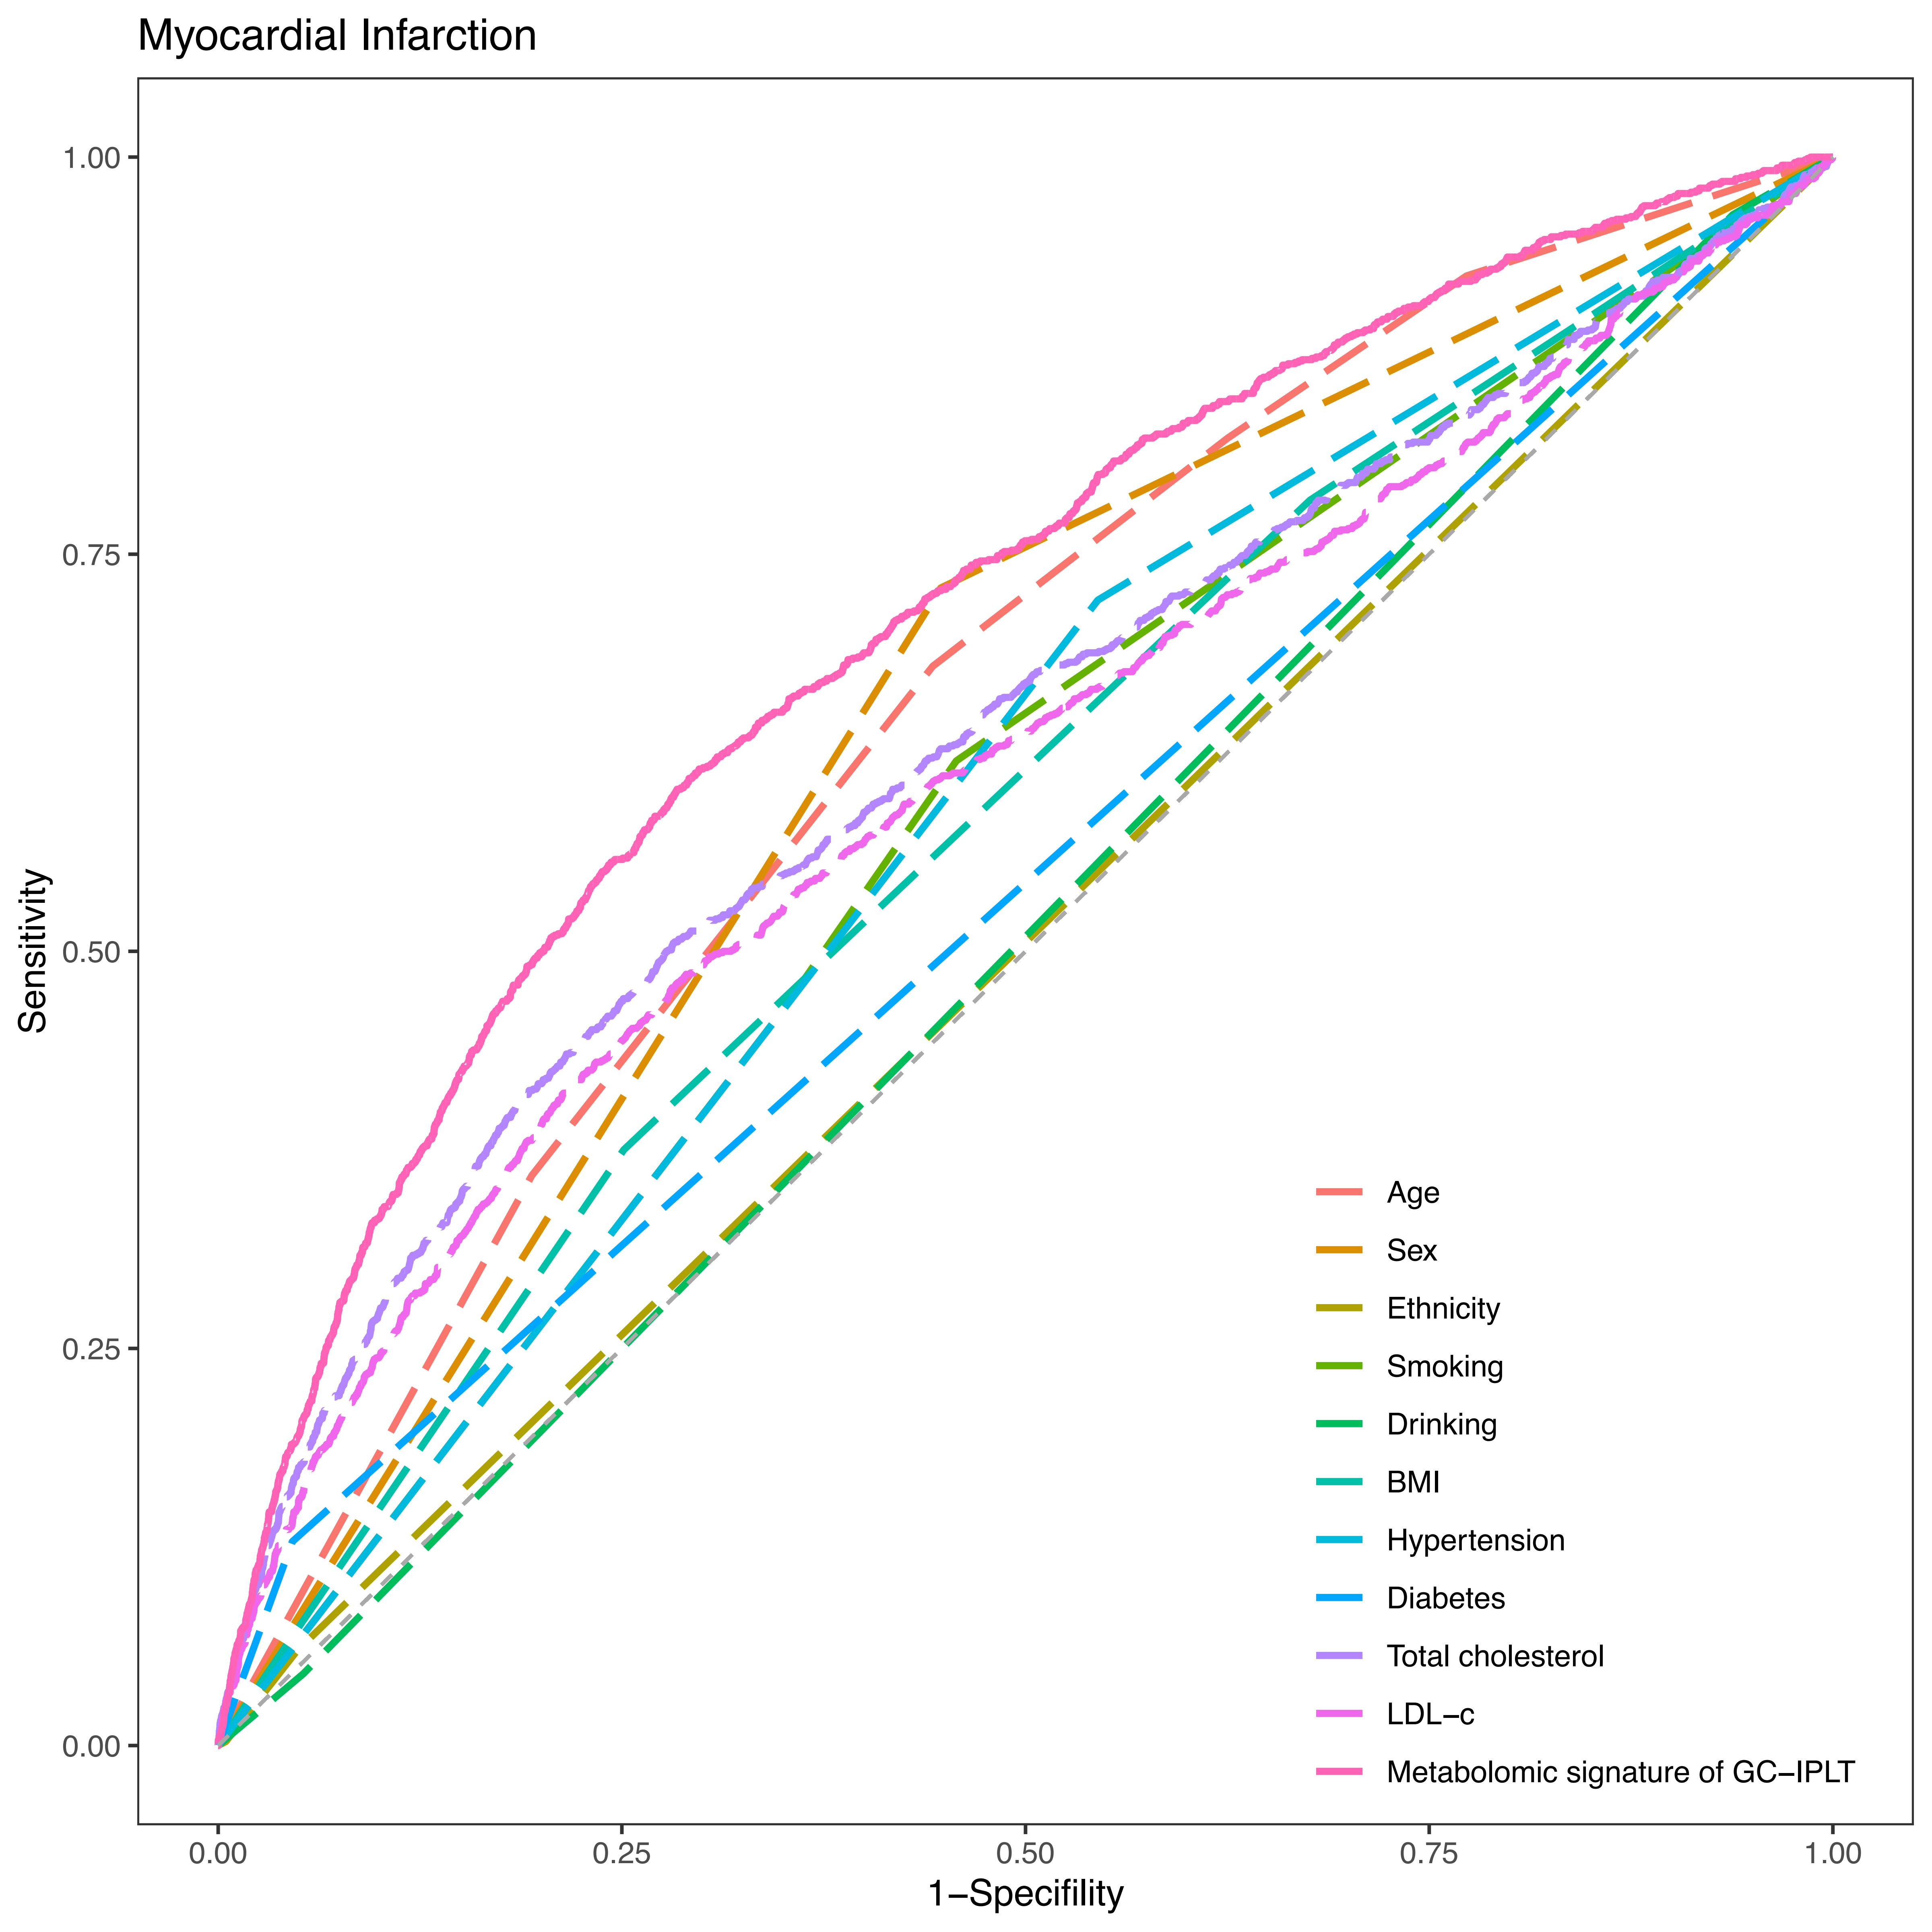 Myocardial Infarction
1.00
0.75
0.50
0.25
0.00
Sensitivity
Age
Sex
Ethnicity
Smoking
Drinking
BMI
Hypertension
Diabetes
Total cholesterol
LDL−c
Metabolomic signature of GC−IPLT
0.00 0.25 0.50 0.75 1.00
1−Specifility